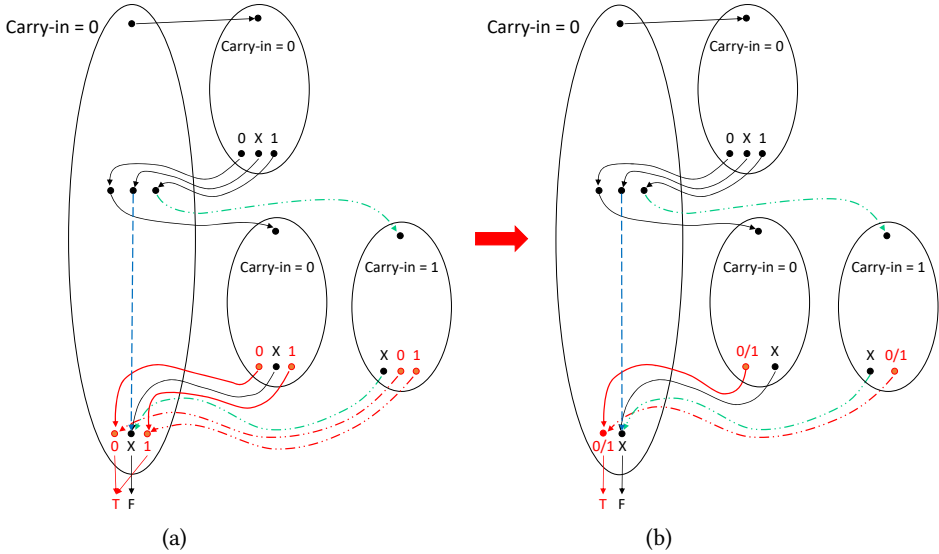 Carry-in = 0
Carry-in = 0
0 X 1
Carry-in = 0
Carry-in = 1
0 X 1
X 0 1
0 X 1
T F
(a)
Carry-in = 0
Carry-in = 0
0 X 1
Carry-in = 0
Carry-in = 1
0/1 X
X 0/1
0/1 X
T F
(b)